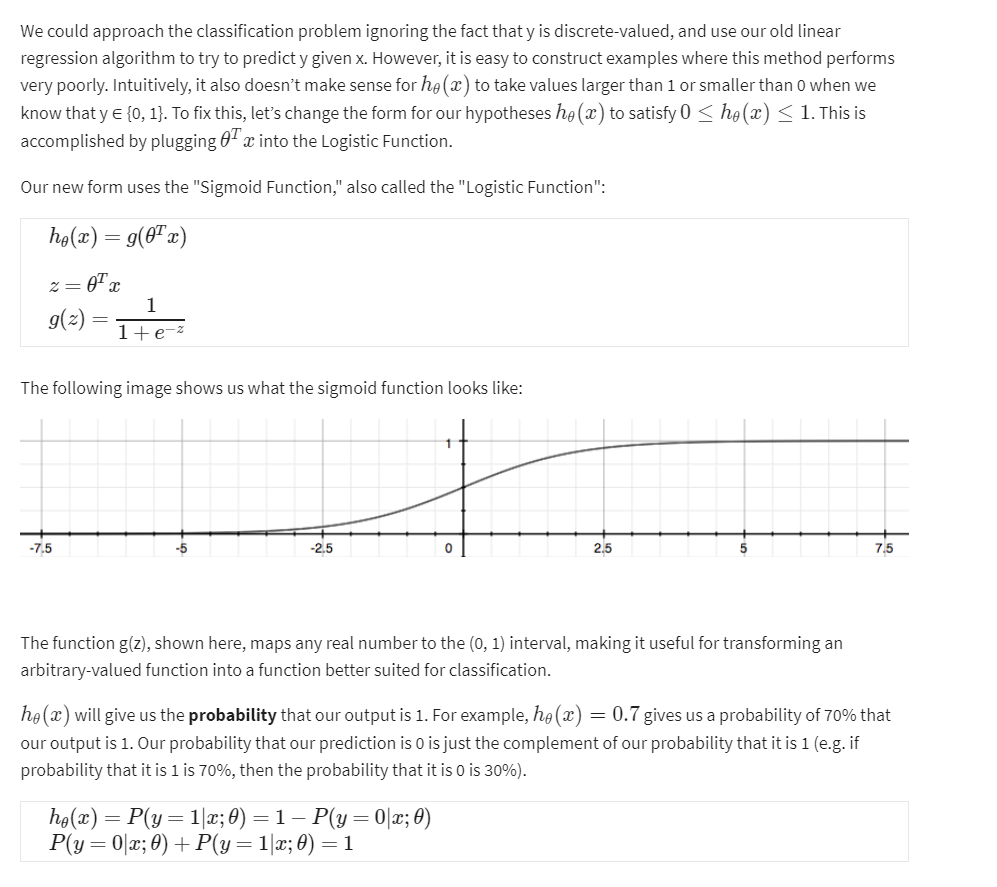 We could approach the classification problem ignoring the fact that y is discrete-valued, and use our old linear
regression algorithm to try to predict y given x. However, it is easy to construct examples where this method performs
very poorly. Intuitively, it also doesn’t make sense for hθ(x) to take values larger than 1 or smaller than 0 when we
know that y ∈ {0, 1}. To fix this, let’s change the form for our hypotheses hθ(x) to satisfy 0 ≤ hθ(x) ≤ 1. This is
accomplished by plugging θᵀx into the Logistic Function.
Our new form uses the "Sigmoid Function," also called the "Logistic Function":
hθ(x) = g(θᵀx)
z = θᵀx
g(z) = 1 / (1 + e^−z)
The following image shows us what the sigmoid function looks like:
1
-7.5 -5 -2.5 0 2.5 5 7.5
The function g(z), shown here, maps any real number to the (0, 1) interval, making it useful for transforming an
arbitrary-valued function into a function better suited for classification.
hθ(x) will give us the probability that our output is 1. For example, hθ(x) = 0.7 gives us a probability of 70% that
our output is 1. Our probability that our prediction is 0 is just the complement of our probability that it is 1 (e.g. if
probability that it is 1 is 70%, then the probability that it is 0 is 30%).
hθ(x) = P(y = 1|x; θ) = 1 − P(y = 0|x; θ)
P(y = 0|x; θ) + P(y = 1|x; θ) = 1